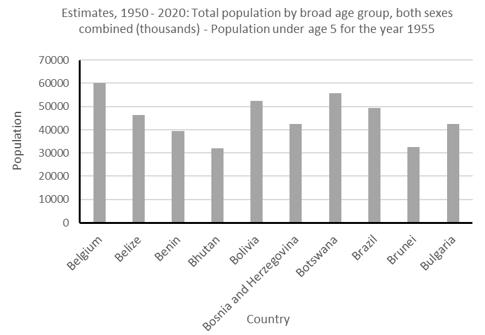 Estimates, 1950 - 2020: Total population by broad age group, both sexes
combined (thousands) - Population under age 5 for the year 1955
70000
60000
50000
40000
30000
20000
10000
0
Population
Belgium
Belize
Benin
Bhutan
Bolivia
Bosnia and Herzegovina
Botswana
Brazil
Brunei
Bulgaria
Country